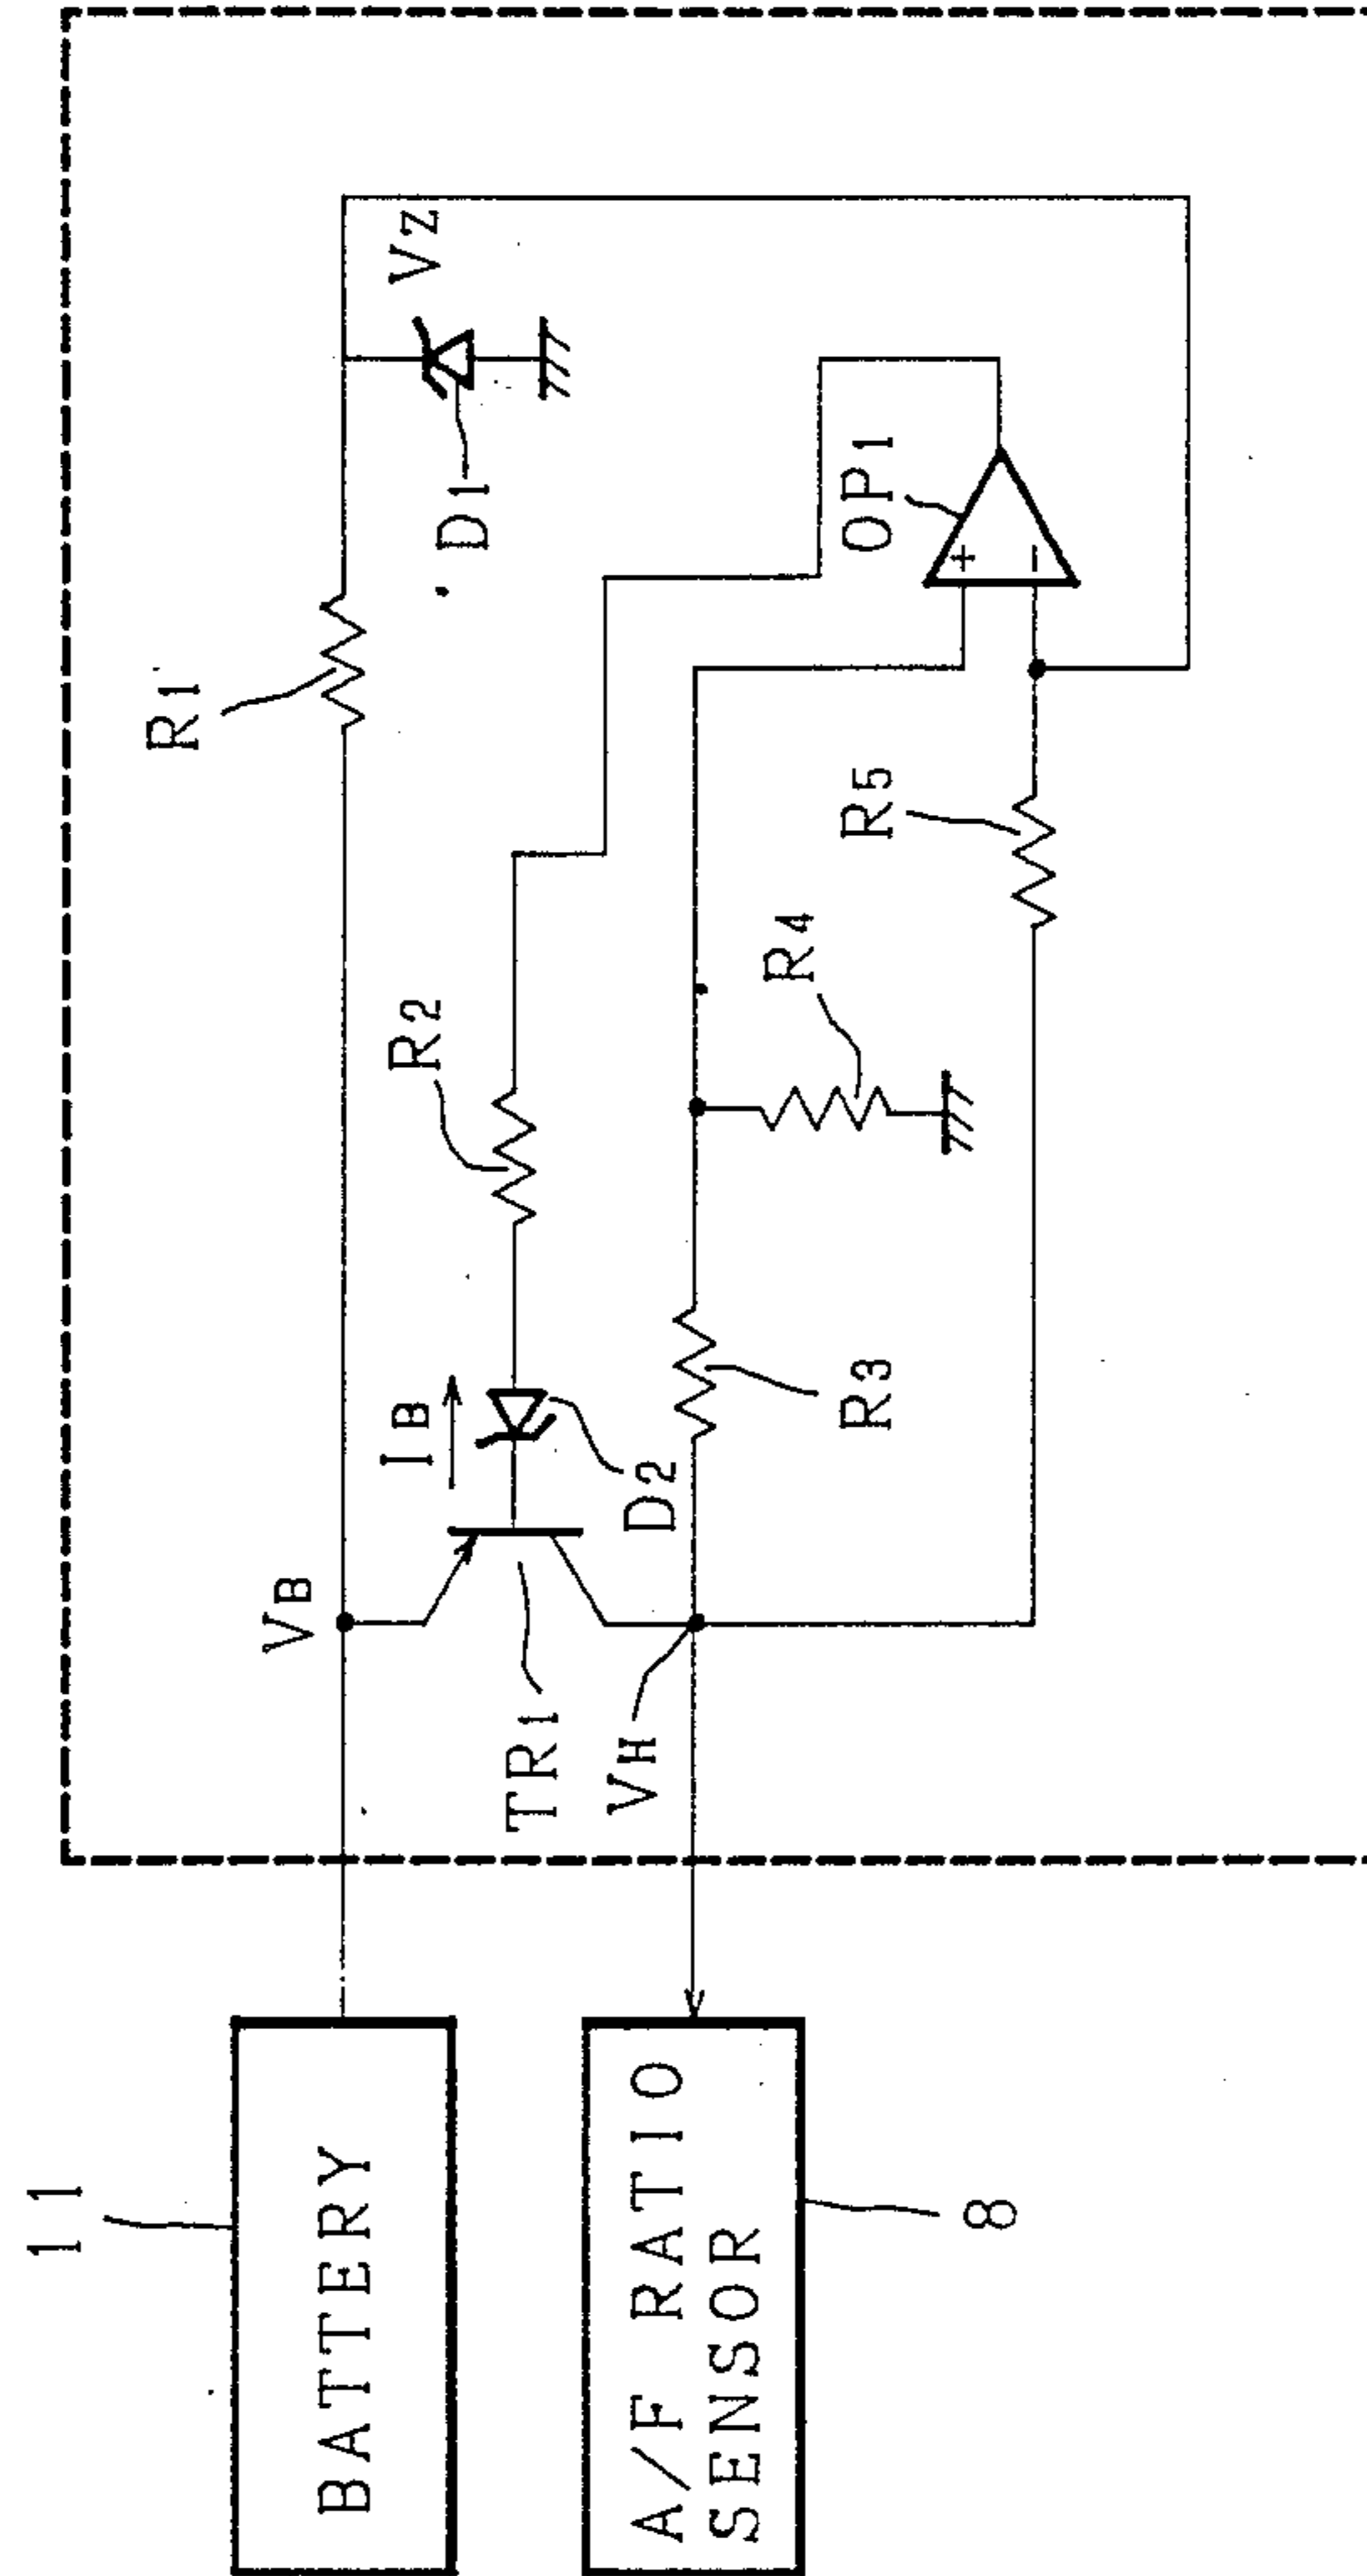 11
BATTERY
A/F RATIO
SENSOR
8
VB
VH
TR1
IB
D2
R1
R2
R3
R4
R5
D1
VZ
OP1
+
−